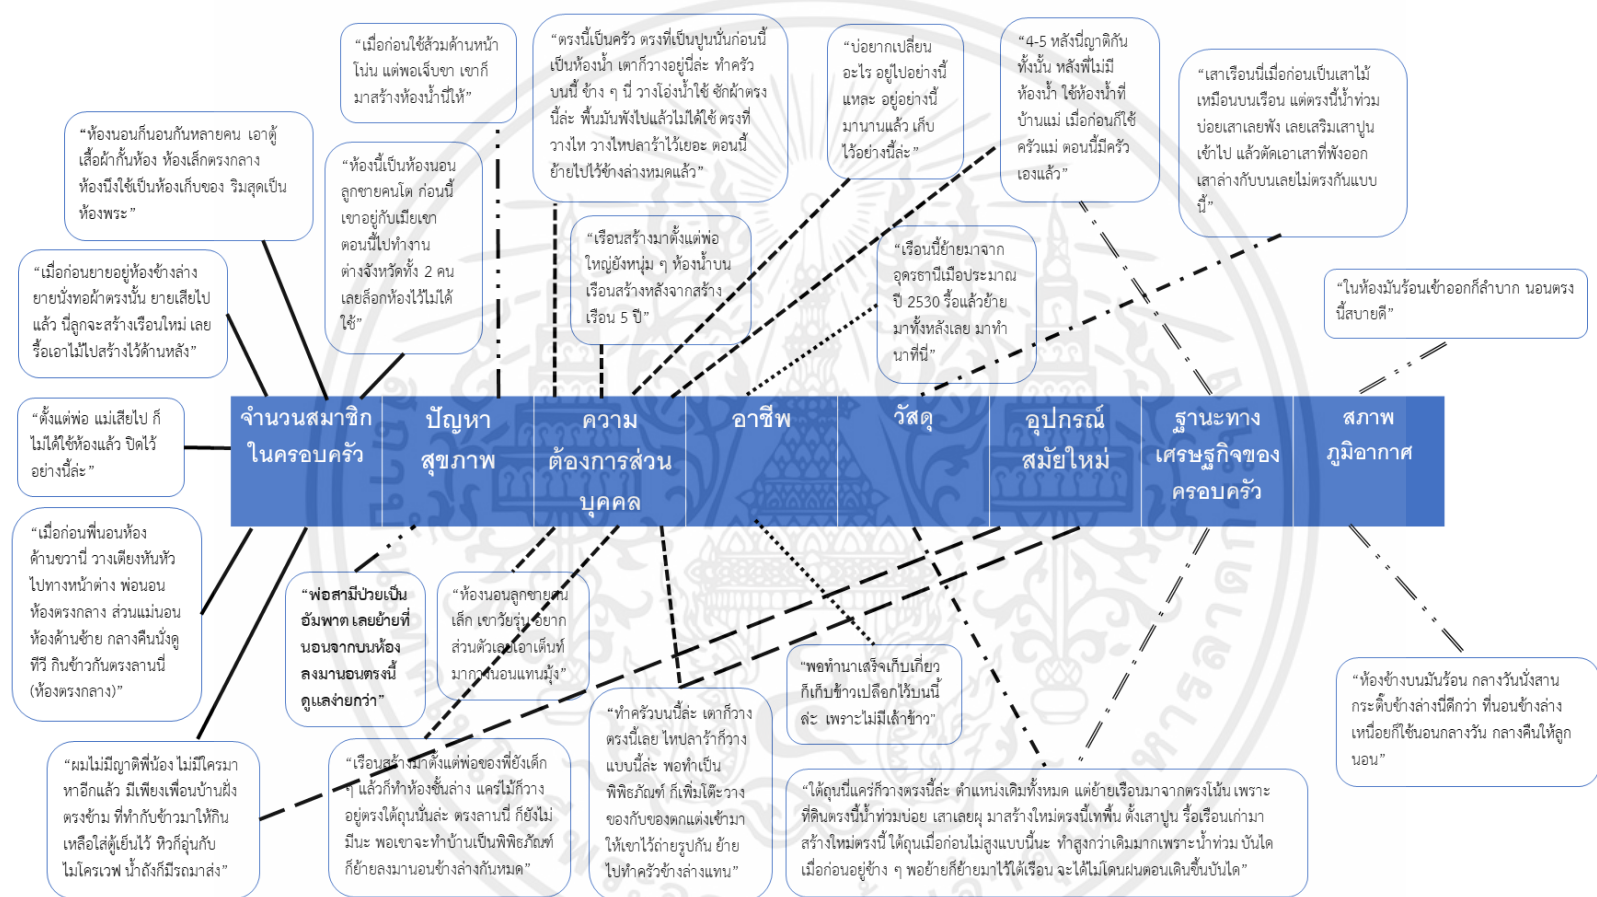 “เมื่อก่อนใช้ส้วมด้านหน้า
โน่น แต่พอเจ็บขา เขาก็
มาสร้างห้องน้ำนี้ให้”
“ตรงนี้เป็นครัว ตรงที่เป็นปูนนั่นก่อนนี้
เป็นห้องน้ำ เตาก็วางอยู่นี่ล่ะ ทำครัว
บนนี้ ข้าง ๆ นี่ วางโอ่งน้ำใช้ ซักผ้าตรง
นี้ล่ะ พื้นมันพังไปแล้วไม่ได้ใช้ ตรงที่
วางไห วางไหปลาร้าไว้เยอะ ตอนนี้
ย้ายไปไว้ข้างล่างหมดแล้ว”
“บ่อยากเปลี่ยน
อะไร อยู่ไปอย่างนี้
แหละ อยู่อย่างนี้
มานานแล้ว เก็บ
ไว้อย่างนี้ล่ะ”
“4-5 หลังนี้ญาติกัน
ทั้งนั้น หลังพี่ไม่มี
ห้องน้ำ ใช้ห้องน้ำที่
บ้านแม่ เมื่อก่อนก็ใช้
ครัวแม่ ตอนนี้มีครัว
เองแล้ว”
“เสาเรือนนี้เมื่อก่อนเป็นเสาไม้
เหมือนบนเรือน แต่ตรงนี้น้ำท่วม
บ่อยเสาเลยพัง เลยเสริมเสาปูน
เข้าไป แล้วตัดเอาเสาที่พังออก
เสาล่างกับบนเลยไม่ตรงกันแบบ
นี้”
“ห้องนอนก็นอนกันหลายคน เอาตู้
เสื้อผ้ากั้นห้อง ห้องเล็กตรงกลาง
ห้องนึงใช้เป็นห้องเก็บของ ริมสุดเป็น
ห้องพระ”
“ห้องนี้เป็นห้องนอน
ลูกชายคนโต ก่อนนี้
เขาอยู่กับเมียเขา
ตอนนี้ไปทำงาน
ต่างจังหวัดทั้ง 2 คน
เลยล็อกห้องไว้ไม่ได้
ใช้”
“เรือนสร้างมาตั้งแต่พ่อ
ใหญ่ยังหนุ่ม ๆ ห้องน้ำบน
เรือนสร้างหลังจากสร้าง
เรือน 5 ปี”
“เรือนนี้ย้ายมาจาก
อุดรธานีเมื่อประมาณ
ปี 2530 รื้อแล้วย้าย
มาทั้งหลังเลย มาทำ
นาที่นี่”
“เมื่อก่อนยายอยู่ห้องข้างล่าง
ยายนั่งทอผ้าตรงนั้น ยายเสียไป
แล้ว นี่ลูกจะสร้างเรือนใหม่ เลย
รื้อเอาไม้ไปสร้างไว้ด้านหลัง”
“ในห้องมันร้อนเข้าออกก็ลำบาก นอนตรง
นี้สบายดี”
“ตั้งแต่พ่อ แม่เสียไป ก็
ไม่ได้ใช้ห้องแล้ว ปิดไว้
อย่างนี้ล่ะ”
จำนวนสมาชิก
ในครอบครัว
ปัญหา
สุขภาพ
ความ
ต้องการส่วน
บุคคล
อาชีพ
วัสดุ
อุปกรณ์
สมัยใหม่
ฐานะทาง
เศรษฐกิจของ
ครอบครัว
สภาพ
ภูมิอากาศ
“เมื่อก่อนพี่นอนห้อง
ด้านขวานี่ วางเตียงหันหัว
ไปทางหน้าต่าง พ่อนอน
ห้องตรงกลาง ส่วนแม่นอน
ห้องด้านซ้าย กลางคืนนั่งดู
ทีวี กินข้าวกันตรงลานนี่
(ห้องตรงกลาง)”
“พ่อสามีป่วยเป็น
อัมพาต เลยย้ายที่
นอนจากบนห้อง
ลงมานอนตรงนี้
ดูแลง่ายกว่า”
“ห้องนอนลูกชายคน
เล็ก เขาวัยรุ่น อยาก
ส่วนตัวเลยเอาเต็นท์
มากางนอนแทนมุ้ง”
“พอทำนาเสร็จเก็บเกี่ยว
ก็เก็บข้าวเปลือกไว้บนนี้
ล่ะ เพราะไม่มีเล้าข้าว”
“ห้องข้างบนมันร้อน กลางวันนั่งสาน
กระติ๊บข้างล่างนี่ดีกว่า ที่นอนข้างล่าง
เหนื่อยก็ใช้นอนกลางวัน กลางคืนให้ลูก
นอน”
“ผมไม่มีญาติพี่น้อง ไม่มีใครมา
หาอีกแล้ว มีเพียงเพื่อนบ้านฝั่ง
ตรงข้าม ที่ทำกับข้าวมาให้กิน
เหลือใส่ตู้เย็นไว้ หิวก็อุ่นกับ
ไมโครเวฟ น้ำถังก็มีรถมาส่ง”
“เรือนสร้างมาตั้งแต่พ่อของพี่ยังเด็ก
ๆ แล้วก็ทำห้องชั้นล่าง แคร่ไม้ก็วาง
อยู่ตรงใต้ถุนนั่นล่ะ ตรงลานนี่ ก็ยังไม่
มีนะ พอเขาจะทำบ้านเป็นพิพิธภัณฑ์
ก็ย้ายลงมานอนข้างล่างกันหมด”
“ทำครัวบนนี้ล่ะ เตาก็วาง
ตรงนี้เลย ไหปลาร้าก็วาง
แบบนี้ล่ะ พอทำเป็น
พิพิธภัณฑ์ ก็เพิ่มโต๊ะวาง
ของกับของตกแต่งเข้ามา
ให้เขาไว้ถ่ายรูปกัน ย้าย
ไปทำครัวข้างล่างแทน”
“ใต้ถุนนี่แคร่ก็วางตรงนี้ล่ะ ตำแหน่งเดิมทั้งหมด แต่ย้ายเรือนมาจากตรงโน้น เพราะ
ที่ดินตรงนี้น้ำท่วมบ่อย เสาเลยผุ มาสร้างใหม่ตรงนี้เทพื้น ตั้งเสาปูน รื้อเรือนเก่ามา
สร้างใหม่ตรงนี้ ใต้ถุนเมื่อก่อนไม่สูงแบบนี้นะ ทำสูงกว่าเดิมมากเพราะน้ำท่วม บันได
เมื่อก่อนอยู่ข้าง ๆ พอย้ายก็ย้ายมาไว้ใต้เรือน จะได้ไม่โดนฝนตอนเดินขึ้นบันได”